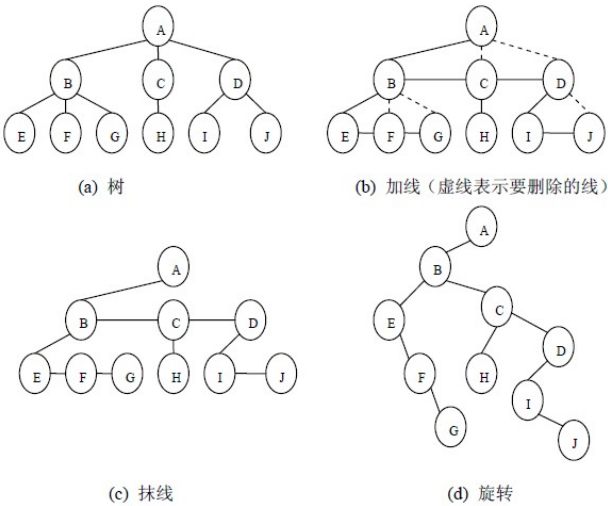 A
B C D
E F G H I J
(a) 树
A
B C D
E F G H I J
(b) 加线（虚线表示要删除的线）
A
B C D
E F G H I J
(c) 抹线
A
B
E C
F H D
I
G J
(d) 旋转